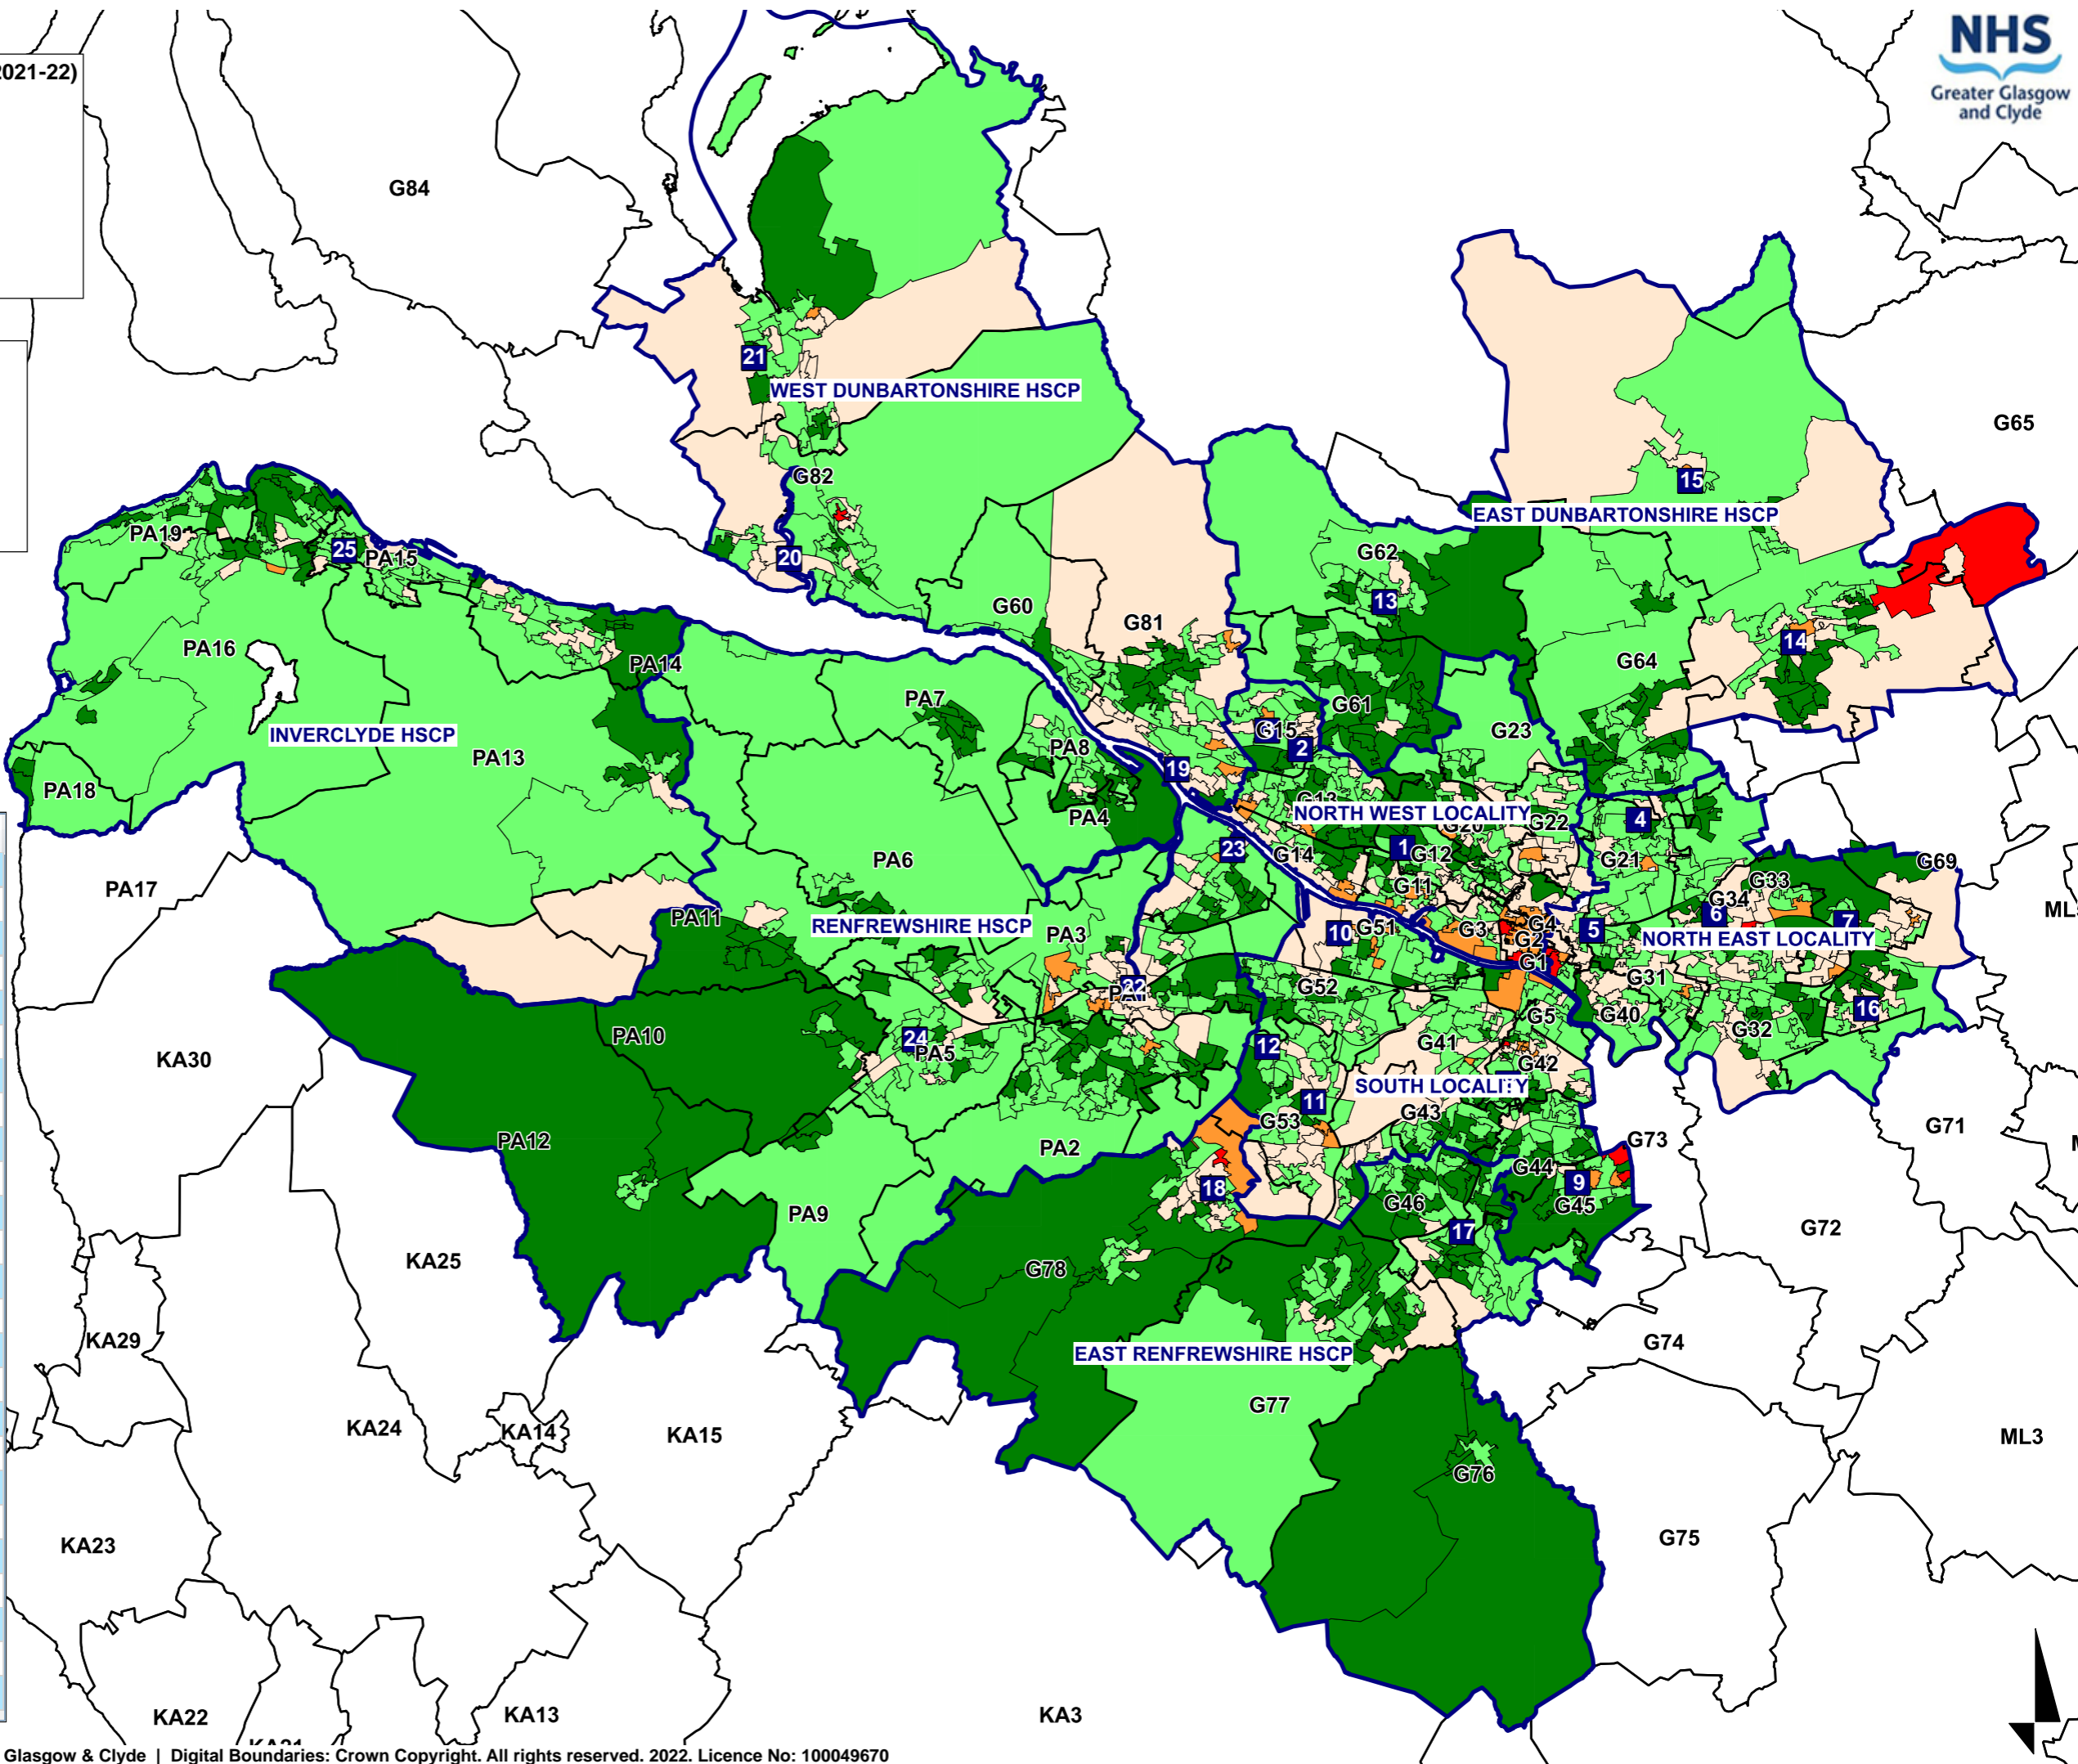 2021-22)
NHS
Greater Glasgow
and Clyde
G84
G65
21
WEST DUNBARTONSHIRE HSCP
G82
15
EAST DUNBARTONSHIRE HSCP
PA19
25
PA15
20
G62
13
G60
G81
14
PA16
PA14
G64
PA7
G61
INVERCLYDE HSCP
PA13
PA8
G15
2
G23
19
PA18
PA4
G13
NORTH WEST LOCALITY
G20
G22
4
23
G14
1
G12
G21
PA6
G69
PA17
G11
G33
G34
PA11
RENFREWSHIRE HSCP
PA3
10
G51
G3
G4
G2
5
6
7
NORTH EAST LOCALITY
G1
G31
22
G52
16
PA10
G5
G40
G32
24
PA5
KA30
12
G41
G42
SOUTH LOCALITY
11
G43
G53
PA12
PA2
G73
G71
G44
18
9
G45
PA9
G46
17
G72
KA25
G78
KA29
EAST RENFREWSHIRE HSCP
G74
G77
KA24
KA14
KA15
ML3
G76
KA23
G75
KA22
KA13
KA3
KA21
Glasgow & Clyde | Digital Boundaries: Crown Copyright. All rights reserved. 2022. Licence No: 100049670